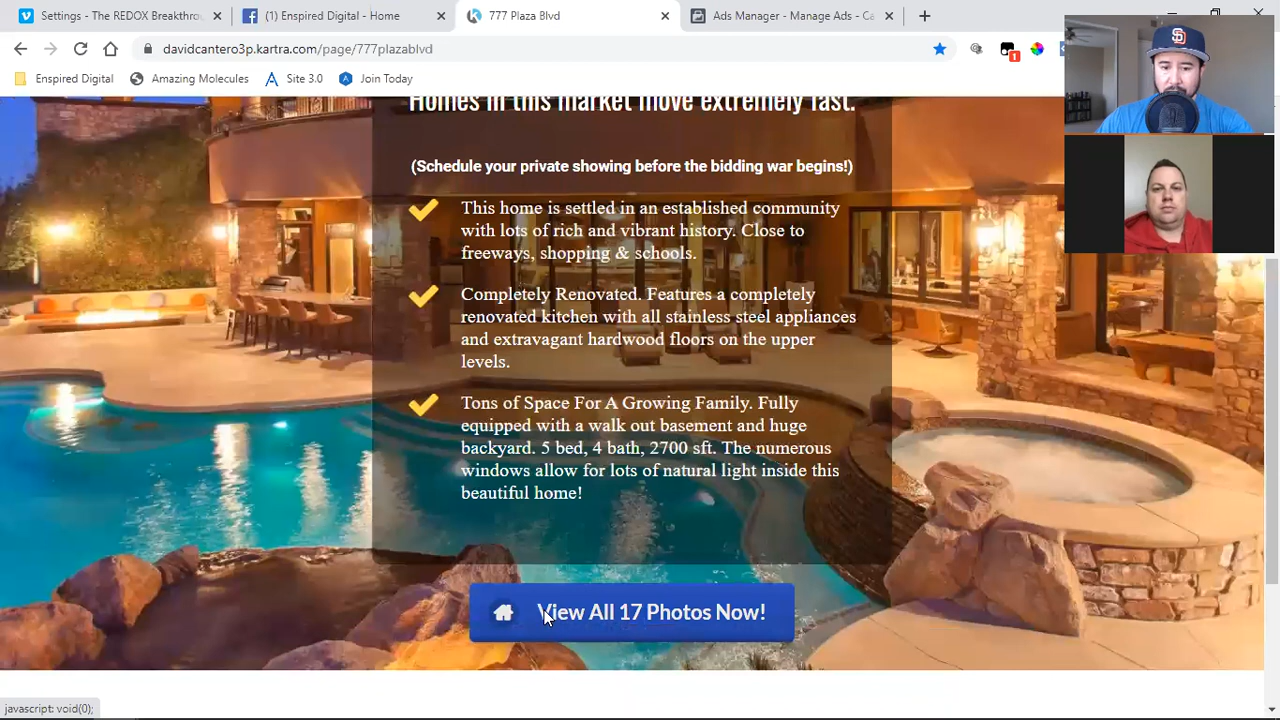 Settings - The REDOX Breakthrou
(1) Enspired Digital - Home
777 Plaza Blvd
Ads Manager - Manage Ads - Ca
davidcantero3p.kartra.com/page/777plazablvd
1
Enspired Digital
Amazing Molecules
Site 3.0
Join Today
Homes in this market move extremely fast.
(Schedule your private showing before the bidding war begins!)
This home is settled in an established community
with lots of rich and vibrant history. Close to
freeways, shopping & schools.
Completely Renovated. Features a completely
renovated kitchen with all stainless steel appliances
and extravagant hardwood floors on the upper
levels.
Tons of Space For A Growing Family. Fully
equipped with a walk out basement and huge
backyard. 5 bed, 4 bath, 2700 sft. The numerous
windows allow for lots of natural light inside this
beautiful home!
View All 17 Photos Now!
javascript: void(0);